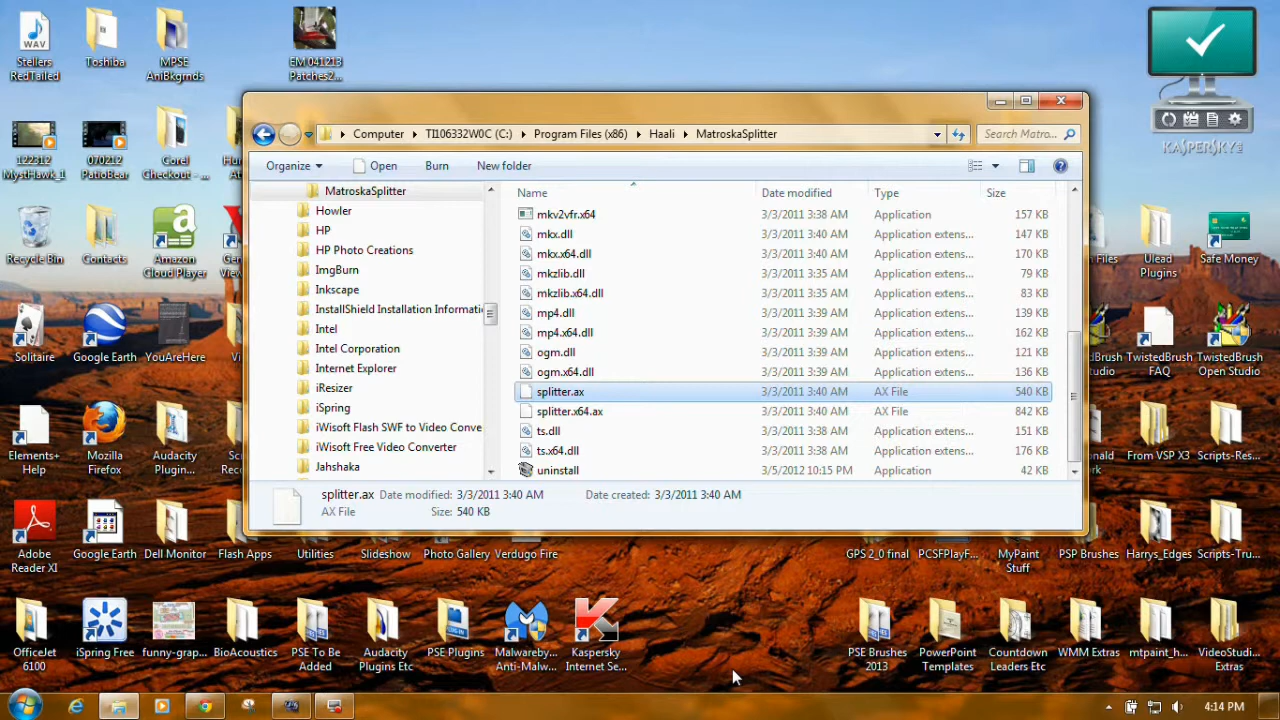 Stellers
RedTailed
Toshiba
MPSE
AniBkgrnds
EM 041213
Patches2...
WAV
Computer TI106332W0C (C:) Program Files (x86) Haali MatroskaSplitter
Search Matro...
Organize Open Burn New folder
MatroskaSplitter
Howler
HP
HP Photo Creations
ImgBurn
Inkscape
InstallShield Installation Informati
Intel
Intel Corporation
Internet Explorer
iResizer
iSpring
iWisoft Flash SWF to Video Conve
iWisoft Free Video Converter
Jahshaka
Name Date modified Type Size
mkv2vfr.x64 3/3/2011 3:38 AM Application 157 KB
mkx.dll 3/3/2011 3:40 AM Application extens... 147 KB
mkx.x64.dll 3/3/2011 3:40 AM Application extens... 170 KB
mkzlib.dll 3/3/2011 3:35 AM Application extens... 79 KB
mkzlib.x64.dll 3/3/2011 3:35 AM Application extens... 83 KB
mp4.dll 3/3/2011 3:39 AM Application extens... 139 KB
mp4.x64.dll 3/3/2011 3:39 AM Application extens... 162 KB
ogm.dll 3/3/2011 3:39 AM Application extens... 121 KB
ogm.x64.dll 3/3/2011 3:39 AM Application extens... 136 KB
splitter.ax 3/3/2011 3:40 AM AX File 540 KB
splitter.x64.ax 3/3/2011 3:40 AM AX File 842 KB
ts.dll 3/3/2011 3:38 AM Application extens... 151 KB
ts.x64.dll 3/3/2011 3:38 AM Application extens... 176 KB
uninstall 3/5/2012 10:15 PM Application 42 KB
splitter.ax Date modified: 3/3/2011 3:40 AM Date created: 3/3/2011 3:40 AM
AX File Size: 540 KB
KASPERSKY
122312
MystHawk_1
070212
PatioBear
Corel
Checkout - ...
Recycle Bin
Contacts
Amazon
Cloud Player
Ulead
Plugins
Safe Money
Solitaire
Google Earth
YouAreHere
TwistedBrush
FAQ
TwistedBrush
Open Studio
Elements+
Help
Mozilla
Firefox
Audacity
Plugin...
From VSP X3
Scripts-Res...
Adobe
Reader XI
Google Earth
Dell Monitor
Flash Apps
Utilities
Slideshow
Photo Gallery
Verdugo Fire
GPS 2_0 final
PCSFPlayF...
MyPaint
Stuff
PSP Brushes
Harrys_Edges
Scripts-Tru...
OfficeJet
6100
iSpring Free
funny-grap...
BioAcoustics
PSE To Be
Added
Audacity
Plugins Etc
PSE Plugins
Malwareby...
Anti-Malw...
Kaspersky
Internet Se...
PSE Brushes
2013
PowerPoint
Templates
Countdown
Leaders Etc
WMM Extras
mtpaint_h...
VideoStudi...
Extras
4:14 PM